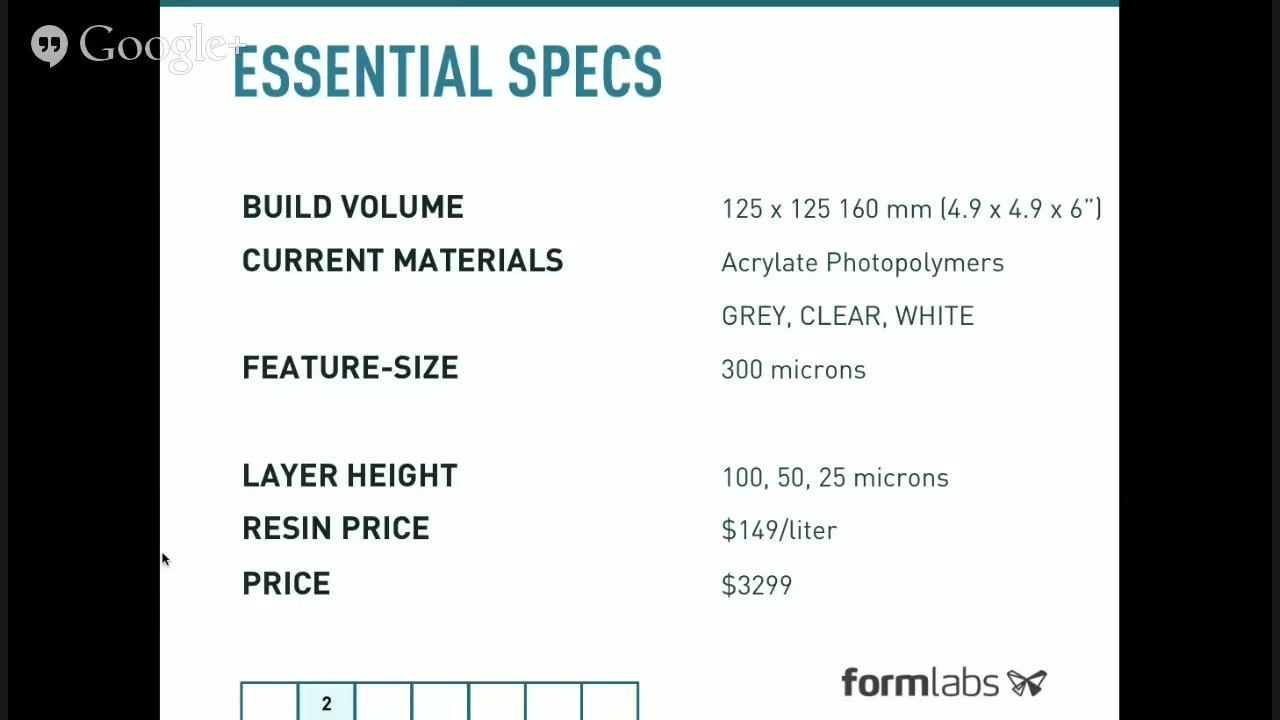 Google+
ESSENTIAL SPECS
BUILD VOLUME 125 x 125 160 mm (4.9 x 4.9 x 6”)
CURRENT MATERIALS Acrylate Photopolymers
GREY, CLEAR, WHITE
FEATURE-SIZE 300 microns
LAYER HEIGHT 100, 50, 25 microns
RESIN PRICE $149/liter
PRICE $3299
2
formlabs